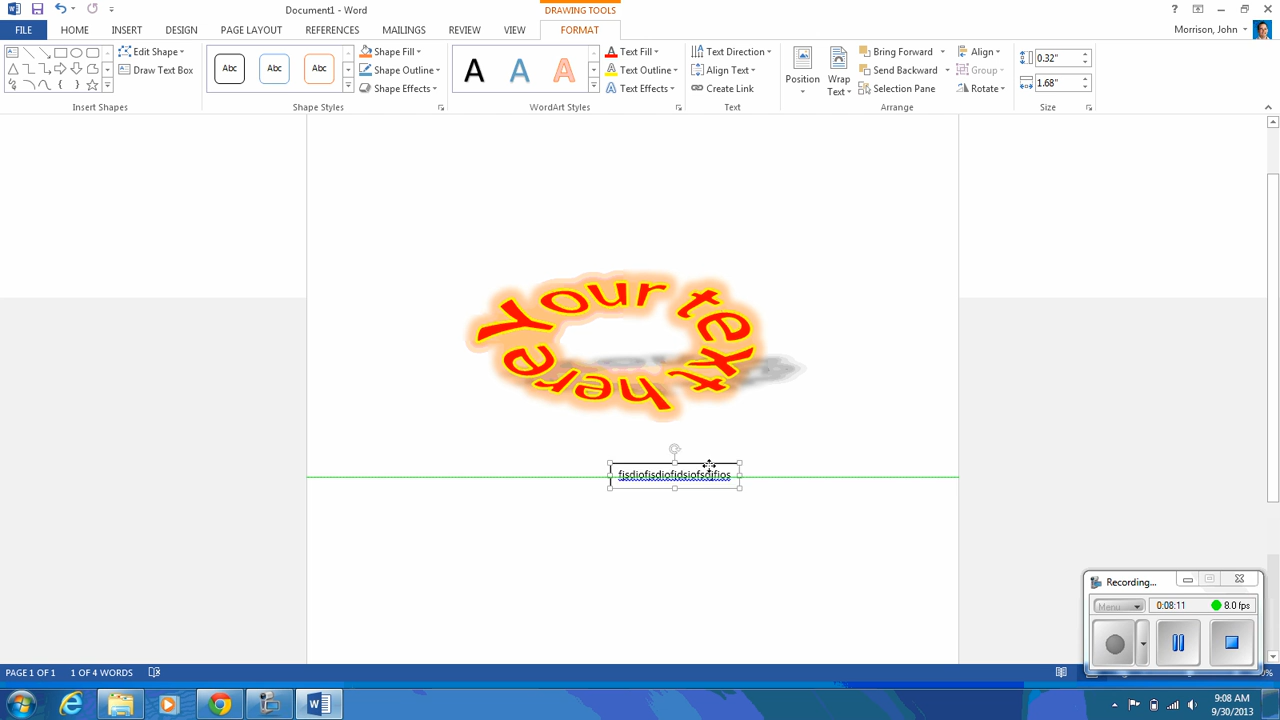 Document1 - Word
DRAWING TOOLS
FILE HOME INSERT DESIGN PAGE LAYOUT REFERENCES MAILINGS REVIEW VIEW FORMAT Morrison, John
Edit Shape
Draw Text Box
Insert Shapes
Abc Abc Abc
Shape Fill
Shape Outline
Shape Effects
Shape Styles
A A A
Text Fill
Text Outline
Text Effects
WordArt Styles
Text Direction
Align Text
Create Link
Text
Position
Wrap Text
Bring Forward
Send Backward
Selection Pane
Align
Group
Rotate
Arrange
0.32"
1.68"
Size
Your text here
Recording...
Menu 0:08:11 8.0 fps
PAGE 1 OF 1 1 OF 4 WORDS
9:08 AM
9/30/2013